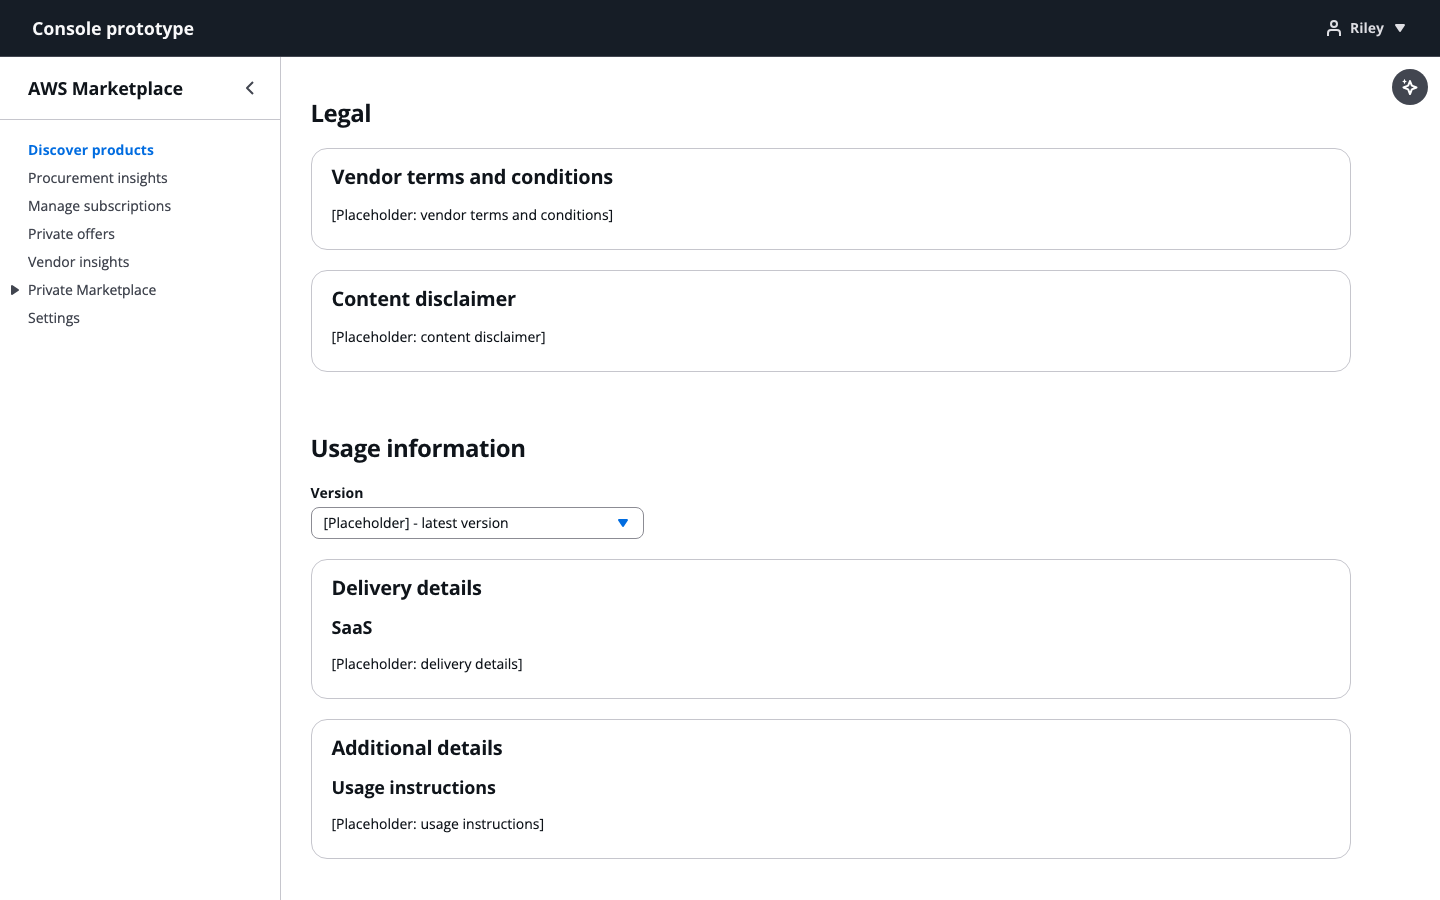 Console prototype
Riley
AWS Marketplace
Discover products
Procurement insights
Manage subscriptions
Private offers
Vendor insights
Private Marketplace
Settings
Legal
Vendor terms and conditions
[Placeholder: vendor terms and conditions]
Content disclaimer
[Placeholder: content disclaimer]
Usage information
Version
[Placeholder] - latest version
Delivery details
SaaS
[Placeholder: delivery details]
Additional details
Usage instructions
[Placeholder: usage instructions]